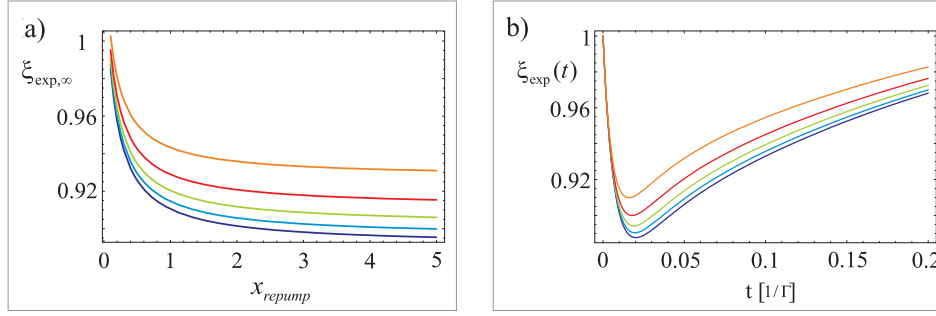 a)
1
ξexp,∞
0.96
0.92
0 1 2 3 4 5
xrepump
b)
1
ξexp(t)
0.96
0.92
0 0.05 0.1 0.15 0.2
t [1/Γ]